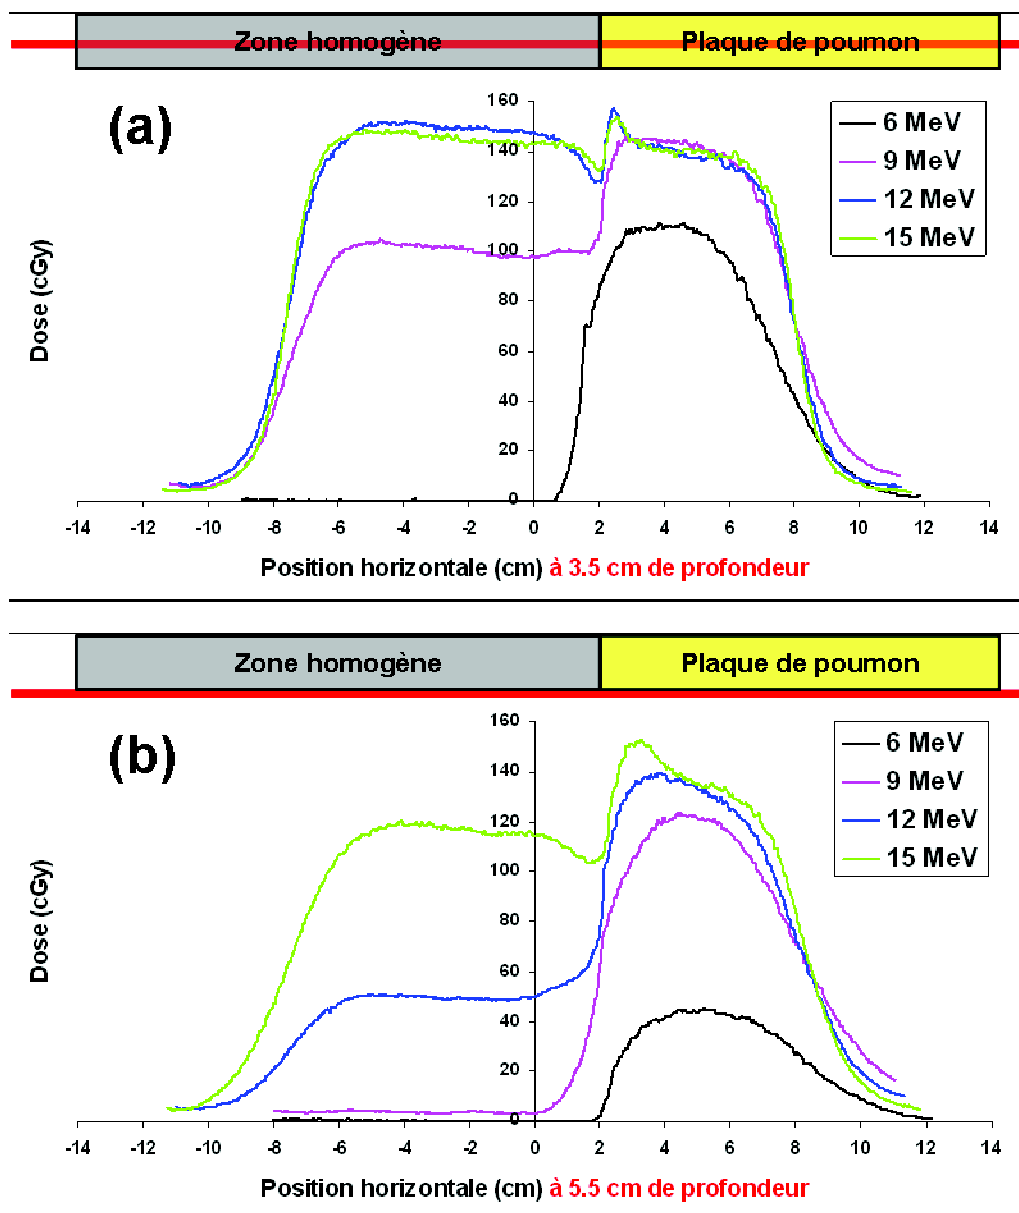 Zone homogène Plaque de poumon
(a)
160
140
120
100
80
60
40
20
0
Dose (cGy)
6 MeV
9 MeV
12 MeV
15 MeV
-14 -12 -10 -8 -6 -4 -2 0 2 4 6 8 10 12 14
Position horizontale (cm) à 3.5 cm de profondeur
Zone homogène Plaque de poumon
(b)
160
140
120
100
80
60
40
20
0
Dose (cGy)
6 MeV
9 MeV
12 MeV
15 MeV
-14 -12 -10 -8 -6 -4 -2 0 2 4 6 8 10 12 14
Position horizontale (cm) à 5.5 cm de profondeur